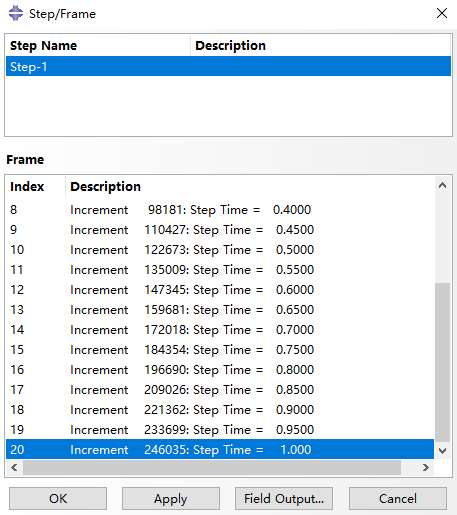 Step/Frame
Step Name Description
Step-1
Frame
Index Description
8 Increment 98181: Step Time = 0.4000
9 Increment 110427: Step Time = 0.4500
10 Increment 122673: Step Time = 0.5000
11 Increment 135009: Step Time = 0.5500
12 Increment 147345: Step Time = 0.6000
13 Increment 159681: Step Time = 0.6500
14 Increment 172018: Step Time = 0.7000
15 Increment 184354: Step Time = 0.7500
16 Increment 196690: Step Time = 0.8000
17 Increment 209026: Step Time = 0.8500
18 Increment 221362: Step Time = 0.9000
19 Increment 233699: Step Time = 0.9500
20 Increment 246035: Step Time = 1.000
OK Apply Field Output... Cancel